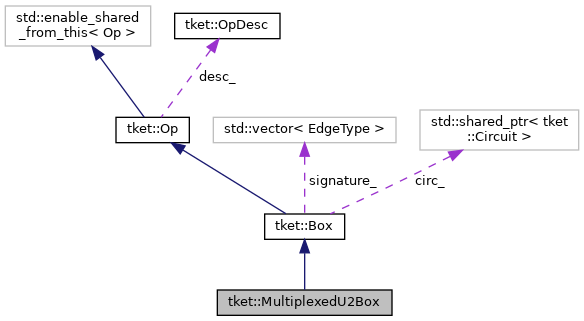 std::enable_shared
_from_this< Op >
tket::OpDesc
desc_
tket::Op
std::vector< EdgeType >
std::shared_ptr< tket
::Circuit >
signature_
circ_
tket::Box
tket::MultiplexedU2Box